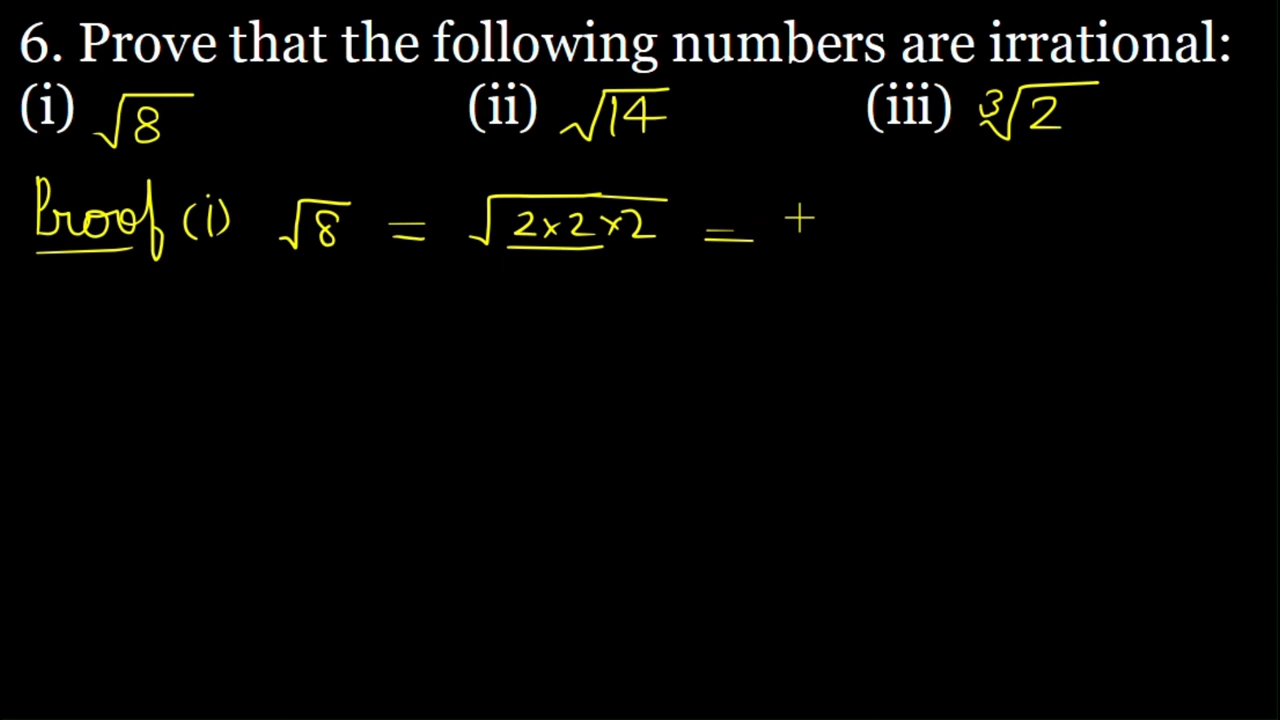 6. Prove that the following numbers are irrational:
(i) √8 (ii) √14 (iii) ∛2
Proof (i) √8 = √2×2×2 =